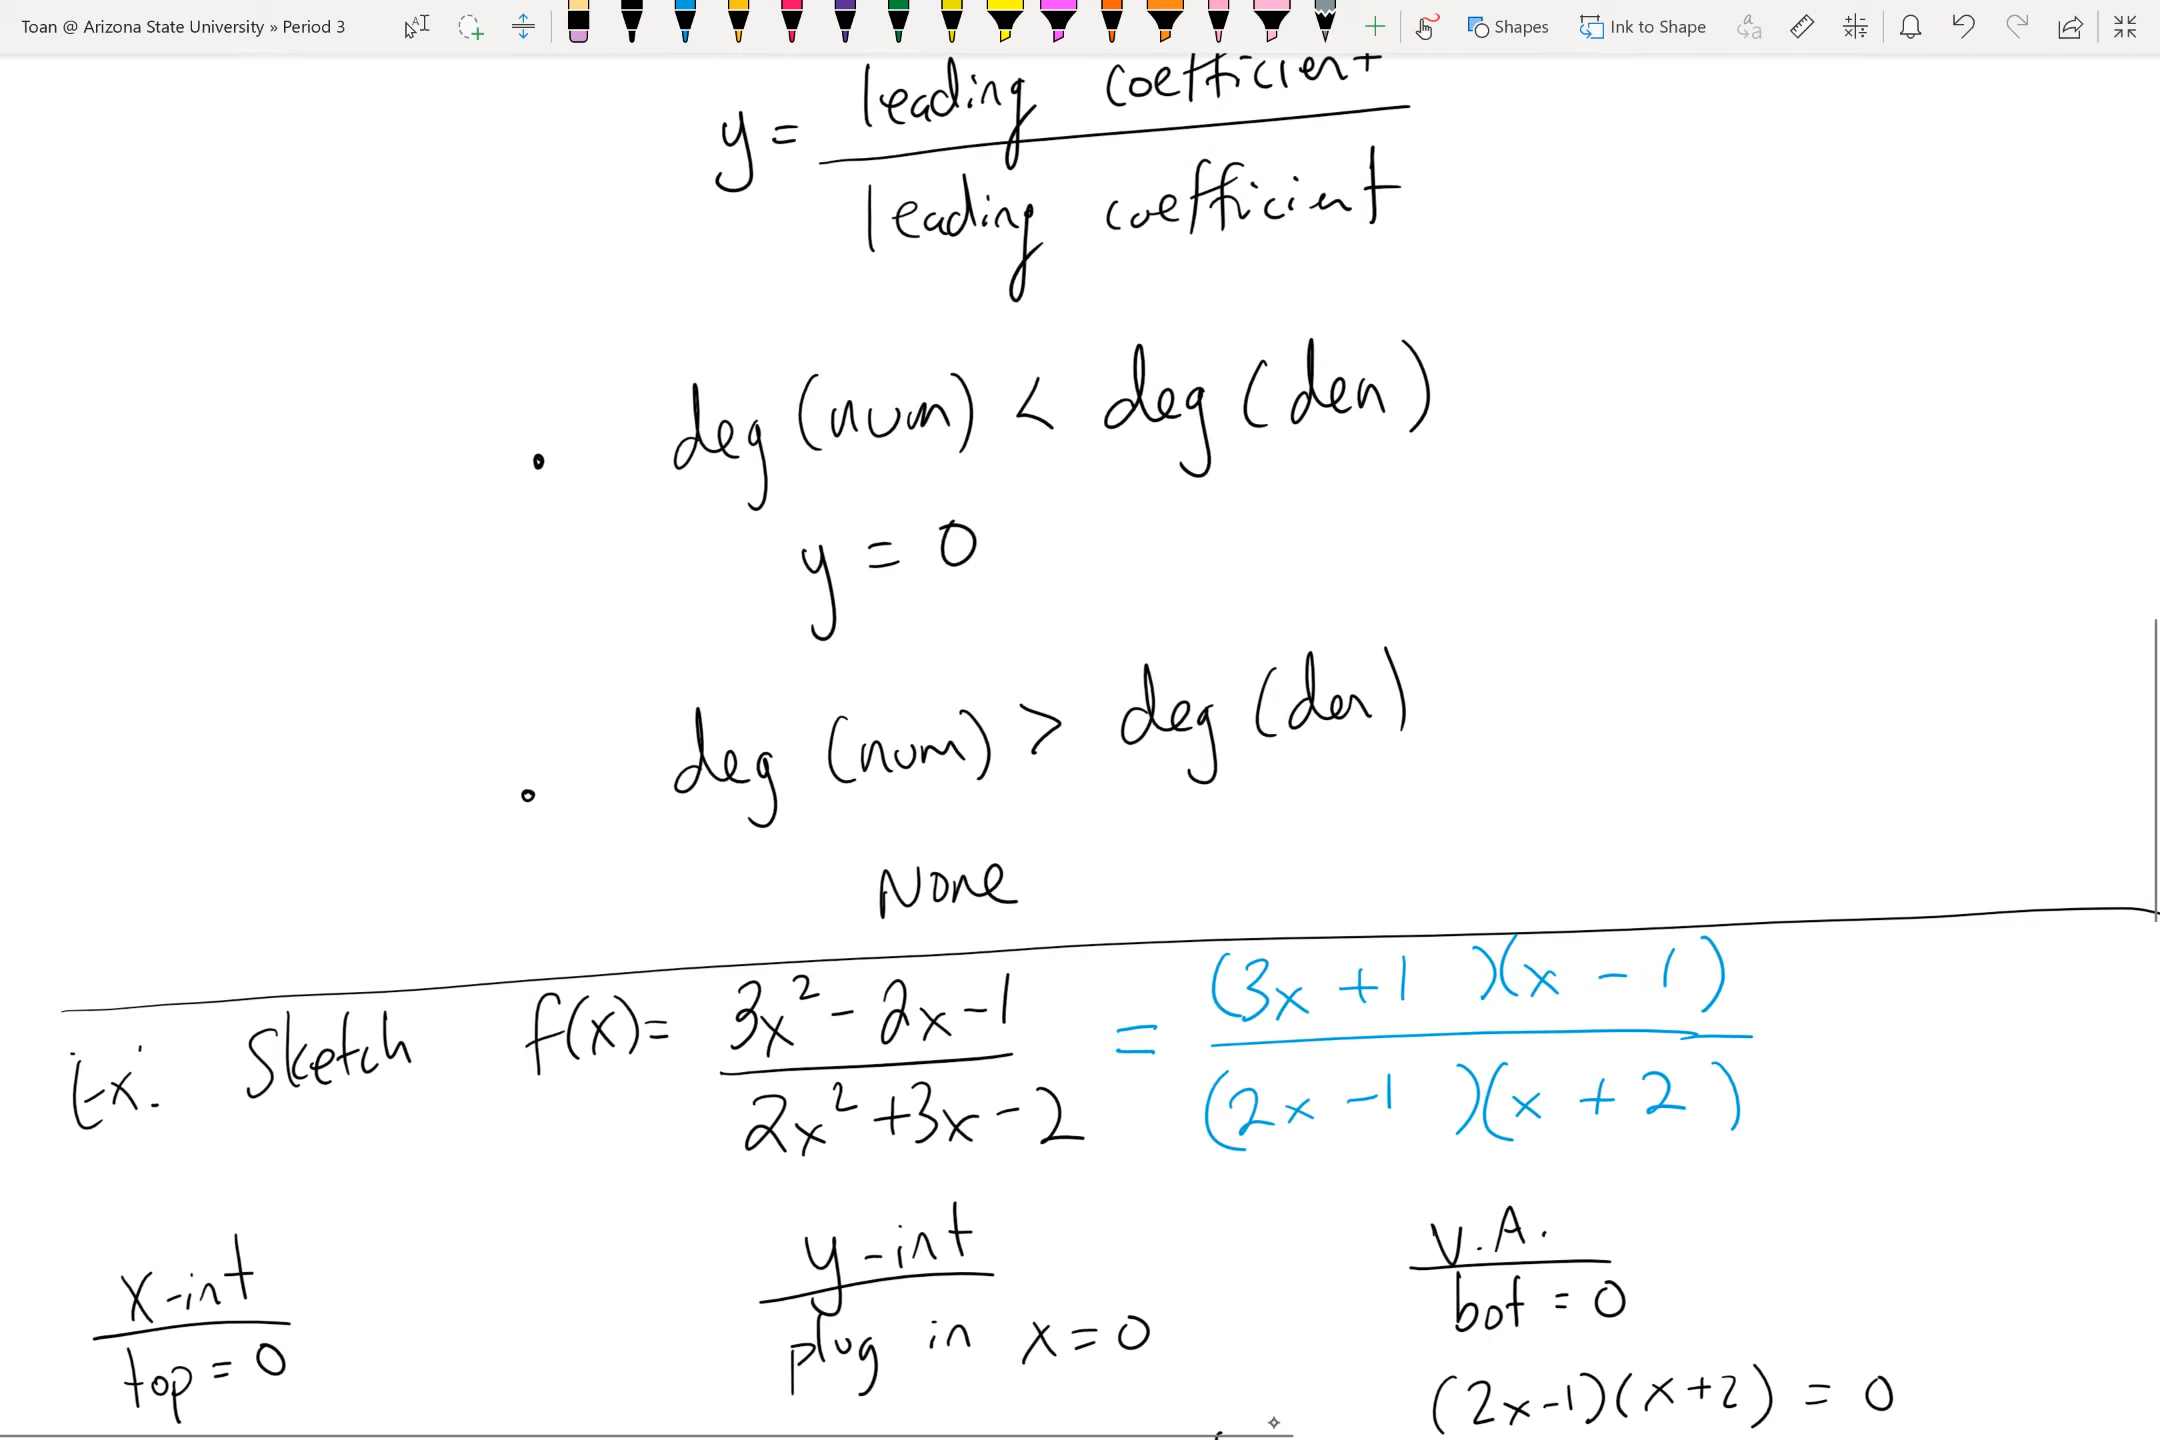 Toan @ Arizona State University » Period 3
Shapes
Ink to Shape
y = leading coefficient / leading coefficient
• deg (num) < deg (den)
y = 0
• deg (num) > deg (den)
None
Ex: Sketch f(x) = 3x² - 2x - 1 / 2x² + 3x - 2 = (3x + 1 )(x - 1) / (2x - 1 )(x + 2 )
x-int
top = 0
y-int
plug in x = 0
V.A.
bot = 0
(2x-1)(x+2) = 0